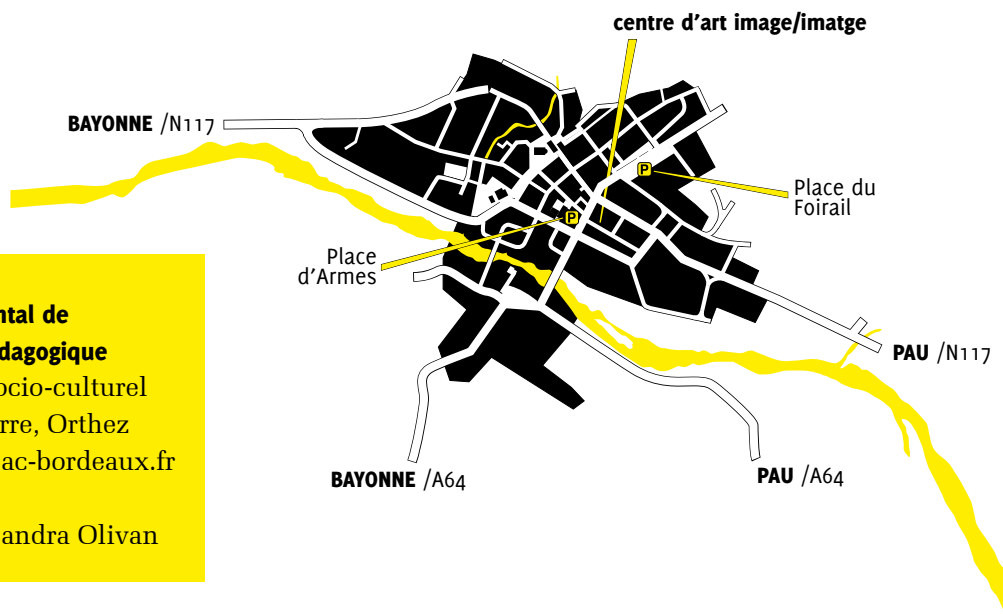 centre d'art image/imatge
BAYONNE /N117
P
Place du
Foirail
P
Place
d'Armes
ntal de
dagogique
ocio-culturel
rre, Orthez
ac-bordeaux.fr
andra Olivan
PAU /N117
BAYONNE /A64
PAU /A64